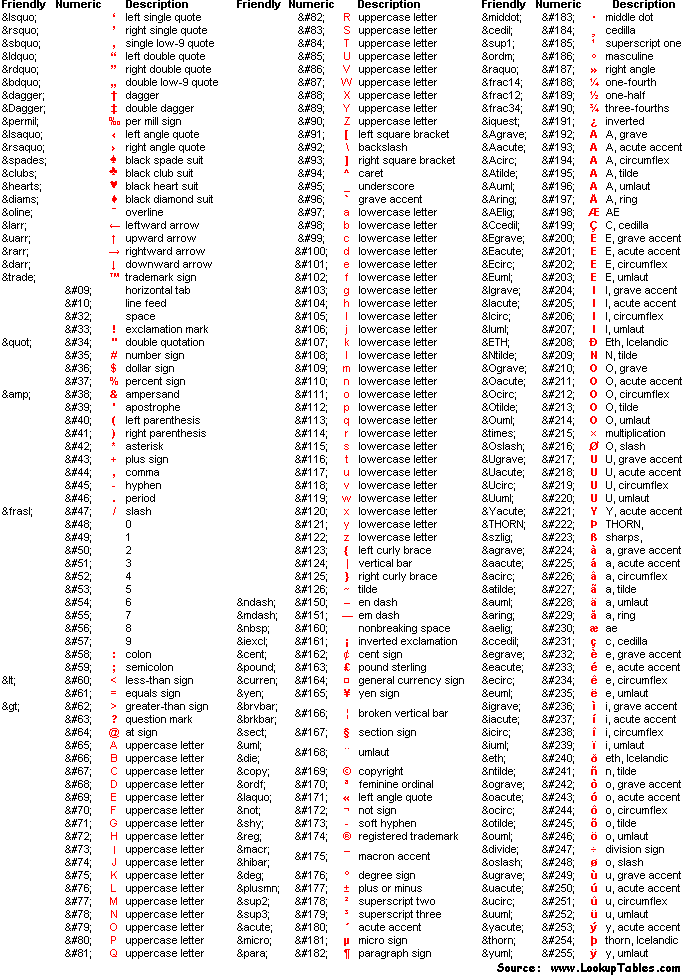 Friendly Numeric Description
&lsquo; ‘ left single quote
&rsquo; ’ right single quote
&sbquo; ‚ single low-9 quote
&ldquo; “ left double quote
&rdquo; ” right double quote
&bdquo; „ double low-9 quote
&dagger; † dagger
&Dagger; ‡ double dagger
&permil; ‰ per mill sign
&lsaquo; ‹ left angle quote
&rsaquo; › right angle quote
&spades; ♠ black spade suit
&clubs; ♣ black club suit
&hearts; ♥ black heart suit
&diams; ♦ black diamond suit
&oline; ‾ overline
&larr; ← leftward arrow
&uarr; ↑ upward arrow
&rarr; → rightward arrow
&darr; ↓ downward arrow
&trade; ™ trademark sign
&#09; horizontal tab
&#10; line feed
&#32; space
&#33; ! exclamation mark
&quot; &#34; " double quotation
&#35; # number sign
&#36; $ dollar sign
&#37; % percent sign
&amp; &#38; & ampersand
&#39; ' apostrophe
&#40; ( left parenthesis
&#41; ) right parenthesis
&#42; * asterisk
&#43; + plus sign
&#44; , comma
&#45; - hyphen
&#46; . period
&frasl; &#47; / slash
&#48; 0
&#49; 1
&#50; 2
&#51; 3
&#52; 4
&#53; 5
&#54; 6
&#55; 7
&#56; 8
&#57; 9
&#58; : colon
&#59; ; semicolon
&lt; &#60; < less-than sign
&#61; = equals sign
&gt; &#62; > greater-than sign
&#63; ? question mark
&#64; @ at sign
&#65; A uppercase letter
&#66; B uppercase letter
&#67; C uppercase letter
&#68; D uppercase letter
&#69; E uppercase letter
&#70; F uppercase letter
&#71; G uppercase letter
&#72; H uppercase letter
&#73; I uppercase letter
&#74; J uppercase letter
&#75; K uppercase letter
&#76; L uppercase letter
&#77; M uppercase letter
&#78; N uppercase letter
&#79; O uppercase letter
&#80; P uppercase letter
&#81; Q uppercase letter
Friendly Numeric Description
&#82; R uppercase letter
&#83; S uppercase letter
&#84; T uppercase letter
&#85; U uppercase letter
&#86; V uppercase letter
&#87; W uppercase letter
&#88; X uppercase letter
&#89; Y uppercase letter
&#90; Z uppercase letter
&#91; [ left square bracket
&#92; \ backslash
&#93; ] right square bracket
&#94; ^ caret
&#95; _ underscore
&#96; ` grave accent
&#97; a lowercase letter
&#98; b lowercase letter
&#99; c lowercase letter
&#100; d lowercase letter
&#101; e lowercase letter
&#102; f lowercase letter
&#103; g lowercase letter
&#104; h lowercase letter
&#105; i lowercase letter
&#106; j lowercase letter
&#107; k lowercase letter
&#108; l lowercase letter
&#109; m lowercase letter
&#110; n lowercase letter
&#111; o lowercase letter
&#112; p lowercase letter
&#113; q lowercase letter
&#114; r lowercase letter
&#115; s lowercase letter
&#116; t lowercase letter
&#117; u lowercase letter
&#118; v lowercase letter
&#119; w lowercase letter
&#120; x lowercase letter
&#121; y lowercase letter
&#122; z lowercase letter
&#123; { left curly brace
&#124; | vertical bar
&#125; } right curly brace
&#126; ~ tilde
&ndash; &#150; – en dash
&mdash; &#151; — em dash
&nbsp; &#160; nonbreaking space
&iexcl; &#161; ¡ inverted exclamation
&cent; &#162; ¢ cent sign
&pound; &#163; £ pound sterling
&curren; &#164; ¤ general currency sign
&yen; &#165; ¥ yen sign
&brvbar;
&brkbar; &#166; ¦ broken vertical bar
&sect; &#167; § section sign
&uml;
&die; &#168; ¨ umlaut
&copy; &#169; © copyright
&ordf; &#170; ª feminine ordinal
&laquo; &#171; « left angle quote
&not; &#172; ¬ not sign
&shy; &#173; - soft hyphen
&reg; &#174; ® registered trademark
&macr;
&hibar; &#175; ¯ macron accent
&deg; &#176; ° degree sign
&plusmn; &#177; ± plus or minus
&sup2; &#178; ² superscript two
&sup3; &#179; ³ superscript three
&acute; &#180; ´ acute accent
&micro; &#181; µ micro sign
&para; &#182; ¶ paragraph sign
Friendly Numeric Description
&middot; &#183; · middle dot
&cedil; &#184; ¸ cedilla
&sup1; &#185; ¹ superscript one
&ordm; &#186; º masculine
&raquo; &#187; » right angle
&frac14; &#188; ¼ one-fourth
&frac12; &#189; ½ one-half
&frac34; &#190; ¾ three-fourths
&iquest; &#191; ¿ inverted
&Agrave; &#192; À A, grave
&Aacute; &#193; Á A, acute accent
&Acirc; &#194; Â A, circumflex
&Atilde; &#195; Ã A, tilde
&Auml; &#196; Ä A, umlaut
&Aring; &#197; Å A, ring
&AElig; &#198; Æ AE
&Ccedil; &#199; Ç C, cedilla
&Egrave; &#200; È E, grave accent
&Eacute; &#201; É E, acute accent
&Ecirc; &#202; Ê E, circumflex
&Euml; &#203; Ë E, umlaut
&Igrave; &#204; Ì I, grave accent
&Iacute; &#205; Í I, acute accent
&Icirc; &#206; Î I, circumflex
&Iuml; &#207; Ï I, umlaut
&ETH; &#208; Ð Eth, Icelandic
&Ntilde; &#209; Ñ N, tilde
&Ograve; &#210; Ò O, grave accent
&Oacute; &#211; Ó O, acute accent
&Ocirc; &#212; Ô O, circumflex
&Otilde; &#213; Õ O, tilde
&Ouml; &#214; Ö O, umlaut
&times; &#215; × multiplication
&Oslash; &#216; Ø O, slash
&Ugrave; &#217; Ù U, grave accent
&Uacute; &#218; Ú U, acute accent
&Ucirc; &#219; Û U, circumflex
&Uuml; &#220; Ü U, umlaut
&Yacute; &#221; Ý Y, acute accent
&THORN; &#222; Þ THORN,
&szlig; &#223; ß sharps,
&agrave; &#224; à a, grave accent
&aacute; &#225; á a, acute accent
&acirc; &#226; â a, circumflex
&atilde; &#227; ã a, tilde
&auml; &#228; ä a, umlaut
&aring; &#229; å a, ring
&aelig; &#230; æ ae
&ccedil; &#231; ç c, cedilla
&egrave; &#232; è e, grave accent
&eacute; &#233; é e, acute accent
&ecirc; &#234; ê e, circumflex
&euml; &#235; ë e, umlaut
&igrave; &#236; ì i, grave accent
&iacute; &#237; í i, acute accent
&icirc; &#238; î i, circumflex
&iuml; &#239; ï i, umlaut
&eth; &#240; ð eth, Icelandic
&ntilde; &#241; ñ n, tilde
&ograve; &#242; ò o, grave accent
&oacute; &#243; ó o, acute accent
&ocirc; &#244; ô o, circumflex
&otilde; &#245; õ o, tilde
&ouml; &#246; ö o, umlaut
&divide; &#247; ÷ division sign
&oslash; &#248; ø o, slash
&ugrave; &#249; ù u, grave accent
&uacute; &#250; ú u, acute accent
&ucirc; &#251; û u, circumflex
&uuml; &#252; ü u, umlaut
&yacute; &#253; ý y, acute accent
&thorn; &#254; þ thorn, Icelandic
&yuml; &#255; ÿ y, umlaut
Source: www.LookupTables.com